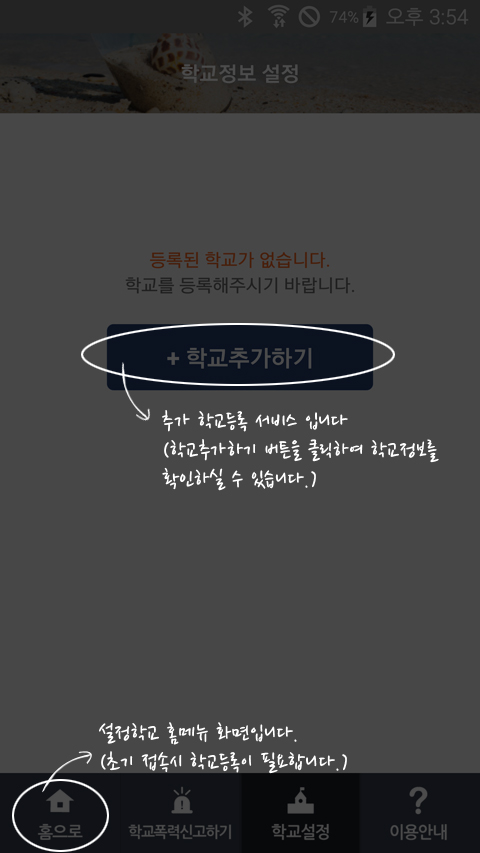 74% 오후 3:54
학교정보 설정
등록된 학교가 없습니다.
학교를 등록해주시기 바랍니다.
+ 학교추가하기
추가 학교등록 서비스 입니다
(학교추가하기 버튼을 클릭하여 학교정보를
확인하실 수 있습니다.)
설정학교 홈메뉴 화면입니다.
(초기 접속시 학교등록이 필요합니다.)
홈으로 학교폭력신고하기 학교설정 이용안내